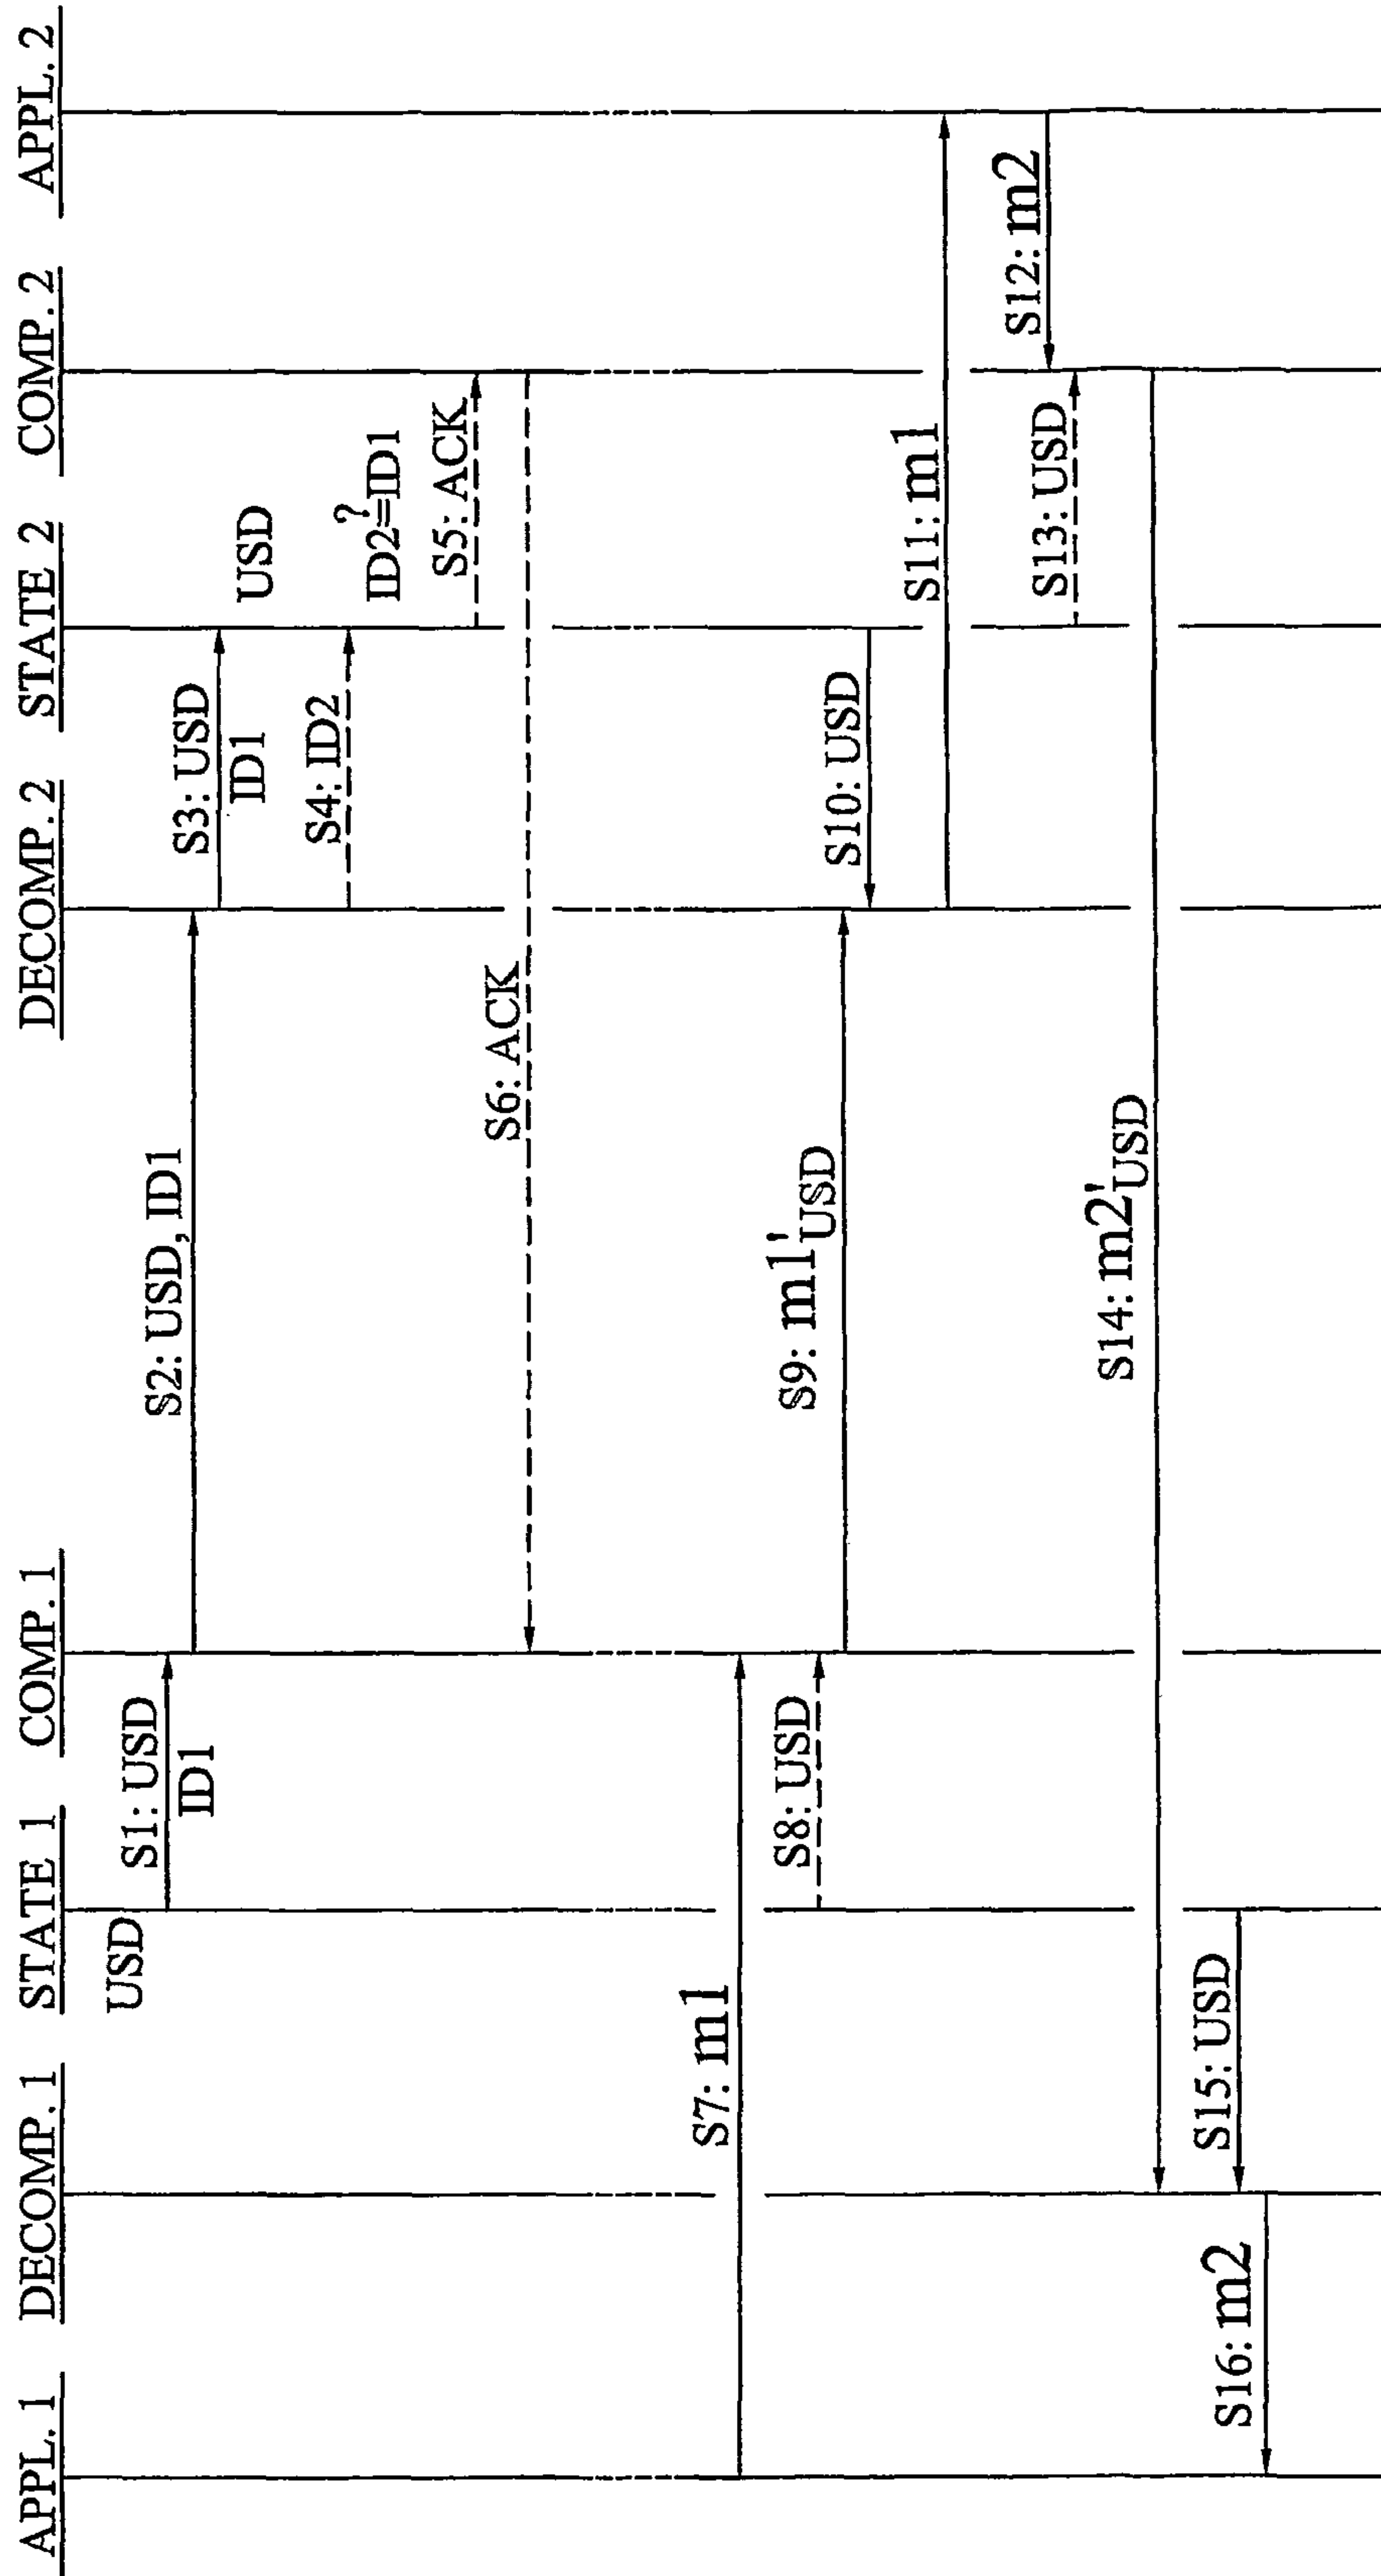 APPL. 1
DECOMP. 1
STATE 1
COMP. 1
DECOMP. 2
STATE 2
COMP. 2
APPL. 2
USD
S1: USD
ID1
S2: USD, ID1
S3: USD
ID1
USD
S4: ID2
ID2?=ID1
S5: ACK
S6: ACK
S7: m1
S8: USD
S9: m1'USD
S10: USD
S11: m1
S12: m2
S13: USD
S14: m2'USD
S15: USD
S16: m2